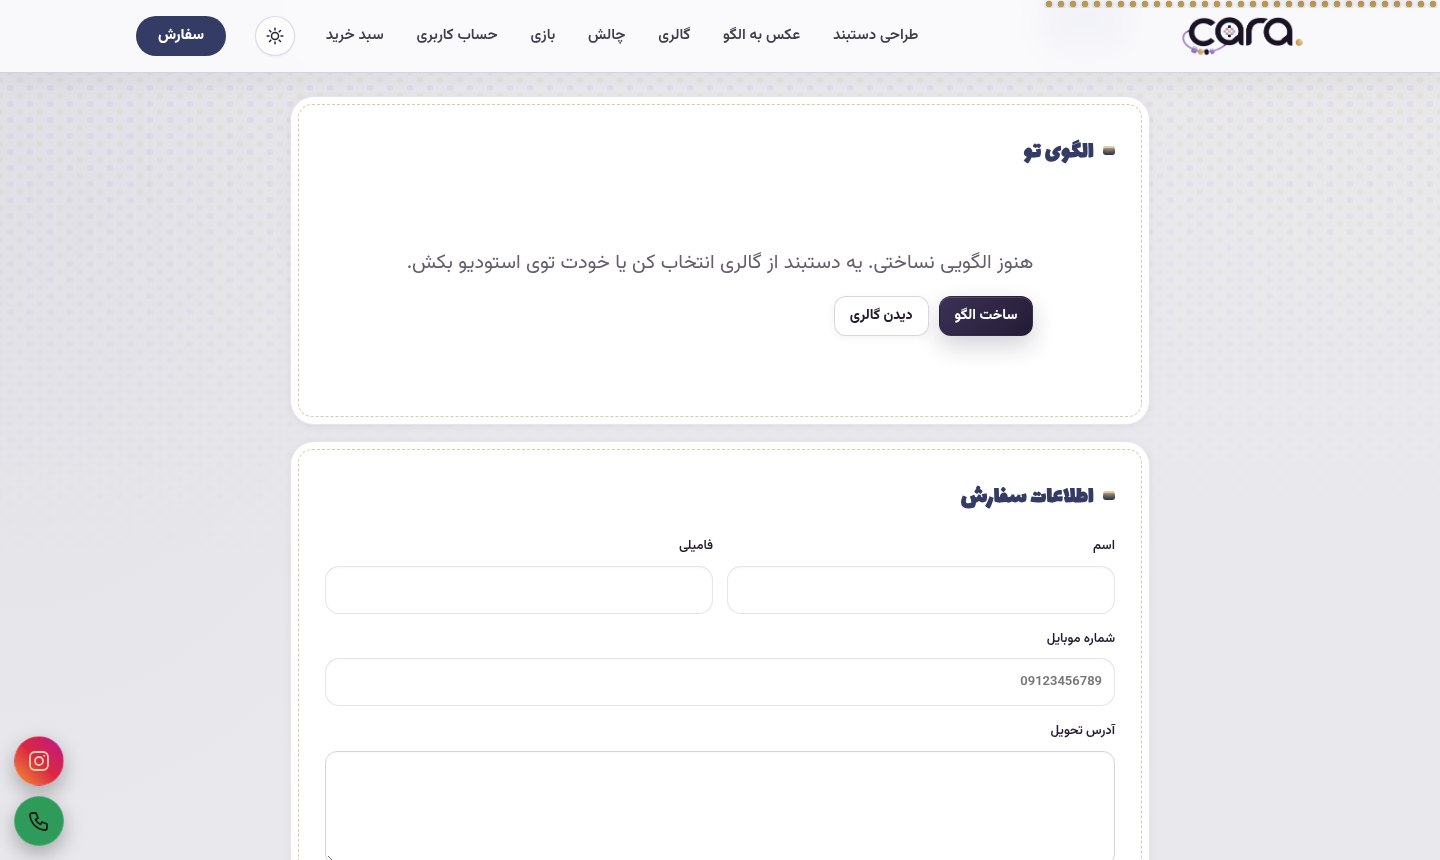 cara.
طراحی دستبند
عکس به الگو
گالری
چالش
بازی
حساب کاربری
سبد خرید
سفارش
الگوی تو
هنوز الگویی نساختی. یه دستبند از گالری انتخاب کن یا خودت توی استودیو بکش.
ساخت الگو
دیدن گالری
اطلاعات سفارش
اسم
فامیلی
شماره موبایل
09123456789
آدرس تحویل